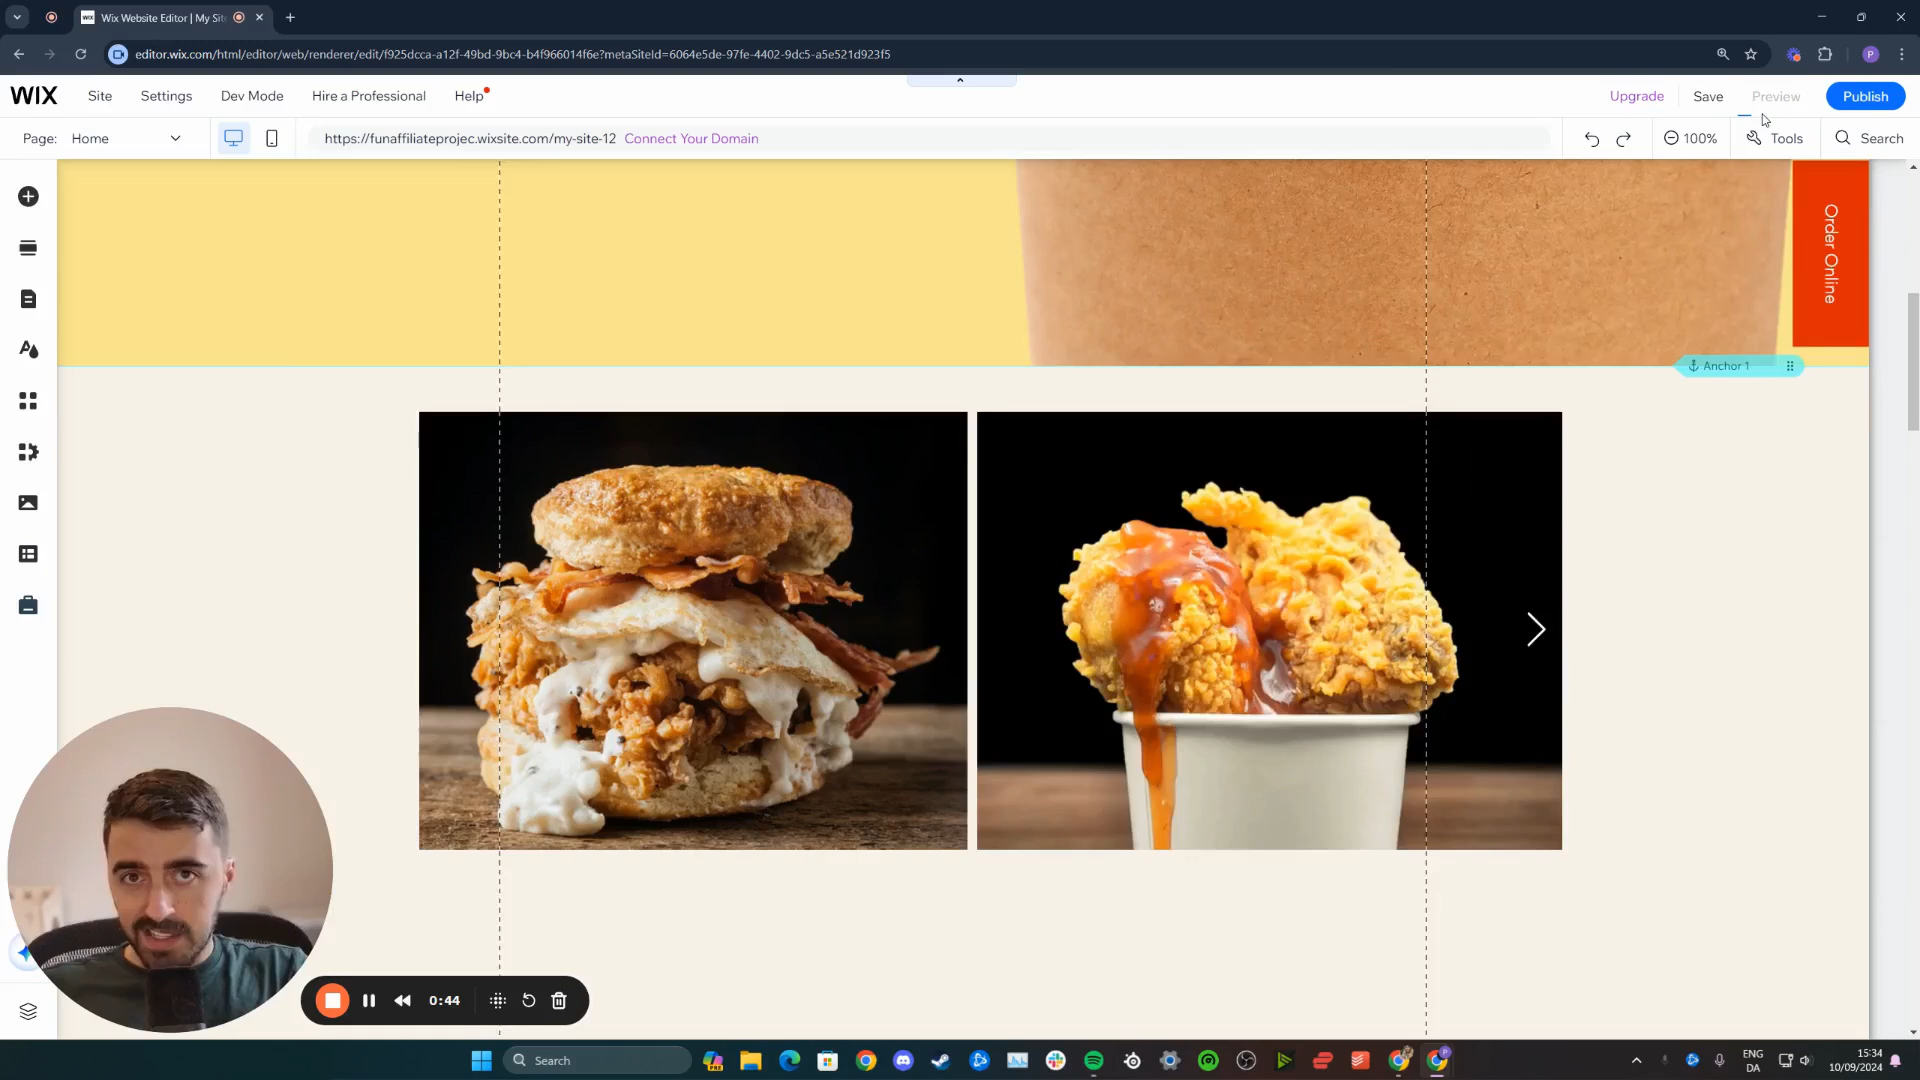 WiX Wix Website Editor | My Sit
editor.wix.com/html/editor/web/renderer/edit/f925dcca-a12f-49bd-9bc4-b4f966014f6e?metaSiteId=6064e5de-97fe-4402-9dc5-a5e521d923f5
P
WIX Site Settings Dev Mode Hire a Professional Help Upgrade Save Preview Publish
Page: Home https://funaffiliateprojec.wixsite.com/my-site-12 Connect Your Domain 100% Tools Search
Order Online
Anchor 1
0:44
Search
ENG
DA
15:34
10/09/2024